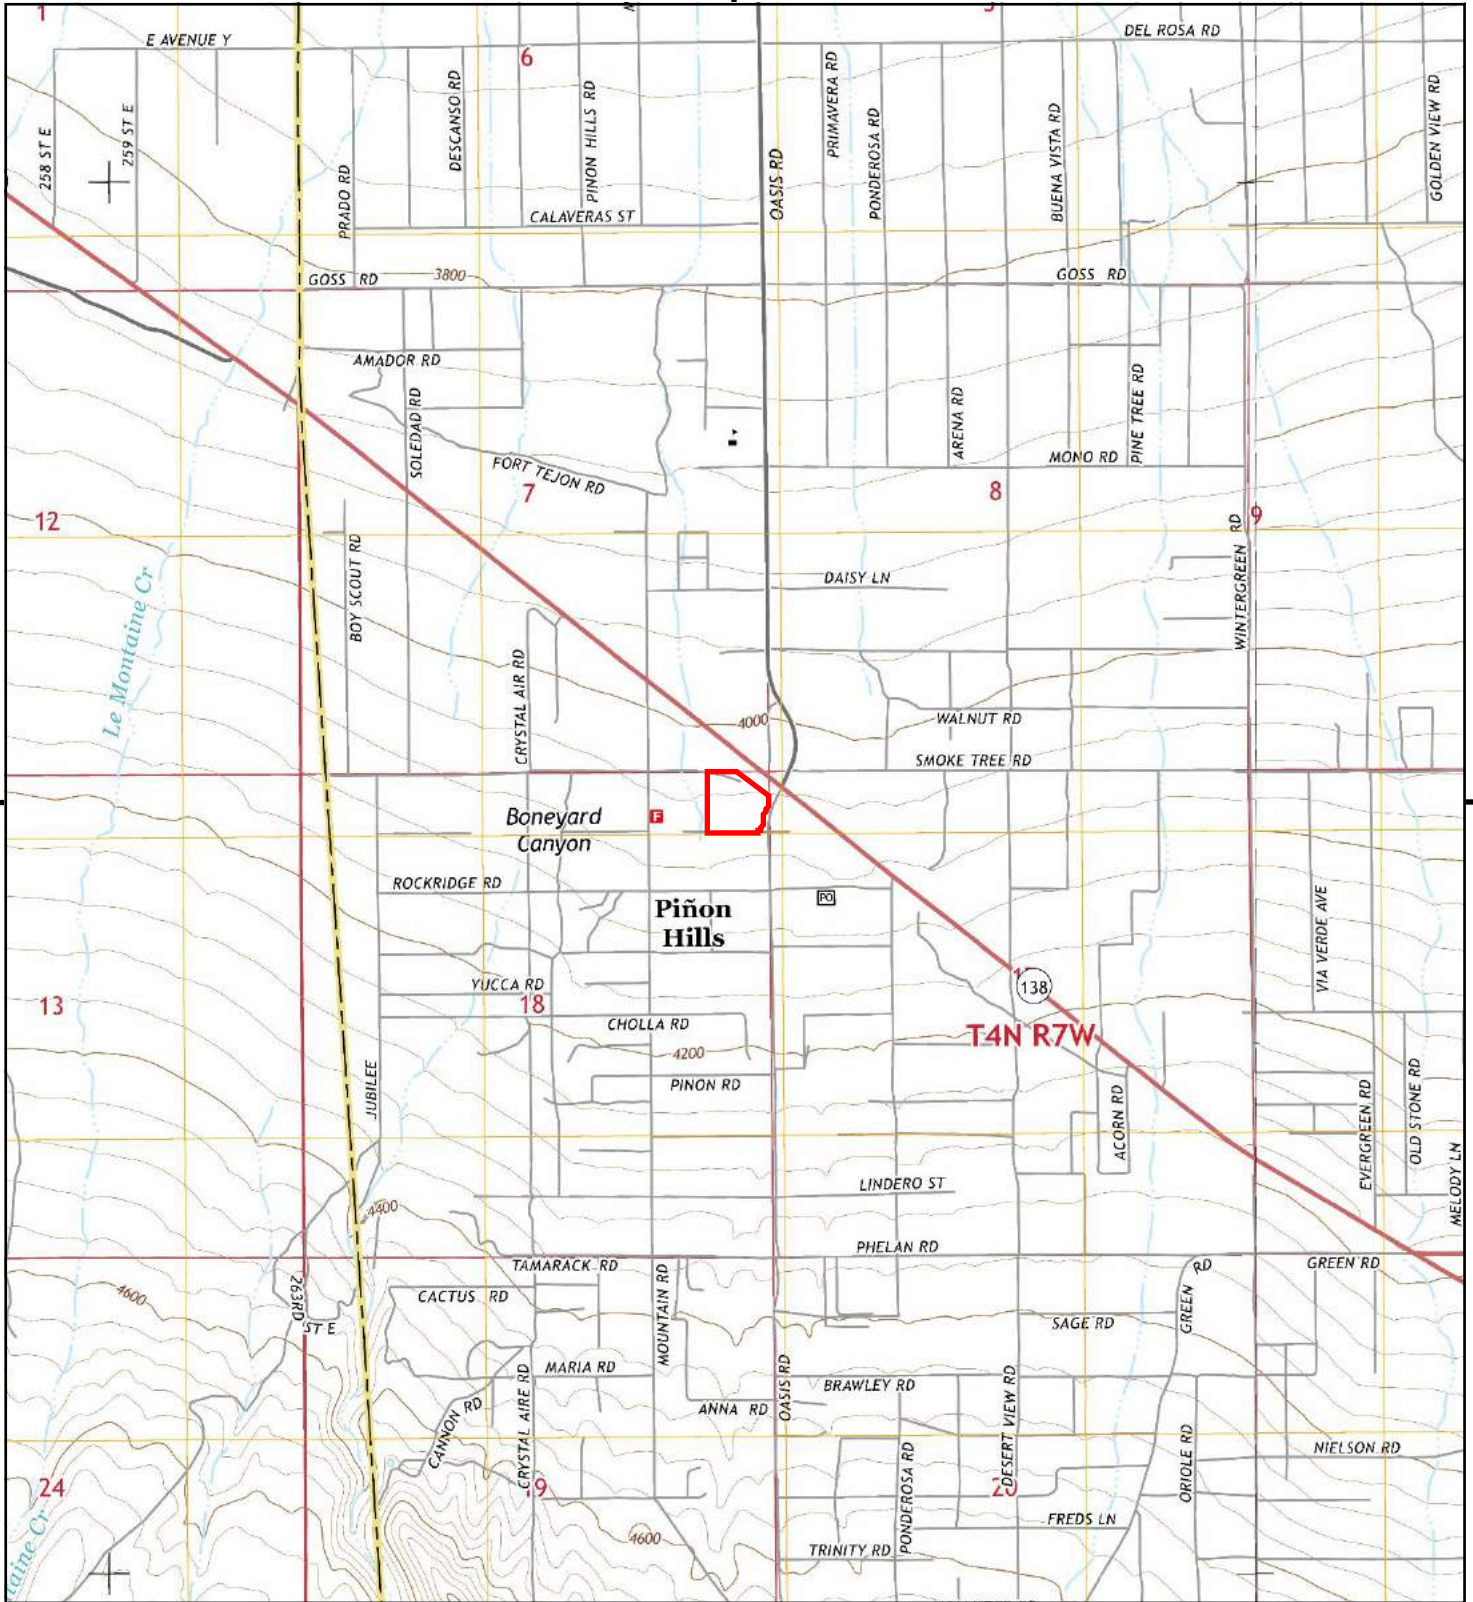 1
5
E AVENUE Y
6
DEL ROSA RD
258 ST E
259 ST E
PRADO RD
DESCANSO RD
PINON HILLS RD
OASIS RD
PRIMAVERA RD
PONDEROSA RD
BUENA VISTA RD
GOLDEN VIEW RD
CALAVERAS ST
GOSS RD
3800
GOSS RD
AMADOR RD
SOLEDAD RD
FORT TEJON RD
7
ARENA RD
MONO RD
PINE TREE RD
8
12
9
BOY SCOUT RD
DAISY LN
WINTERGREEN RD
Le Montaine Cr
CRYSTAL AIR RD
4000
WALNUT RD
SMOKE TREE RD
Boneyard
Canyon
F
ROCKRIDGE RD
PO
Piñon
Hills
VIA VERDE AVE
YUCCA RD
13
18
138
CHOLLA RD
T4N R7W
4200
PINON RD
JUBILEE
ACORN RD
EVERGREEN RD
OLD STONE RD
MELODY LN
LINDERO ST
4400
PHELAN RD
TAMARACK RD
GREEN RD
GREEN RD
4600
263RD ST E
CACTUS RD
MOUNTAIN RD
SAGE RD
MARIA RD
OASIS RD
BRAWLEY RD
ANNA RD
CANNON RD
CRYSTAL AIRE RD
DESERT VIEW RD
PONDEROSA RD
ORIOLE RD
NIELSON RD
24
20
4600
FREDS LN
TRINITY RD
taine Cr